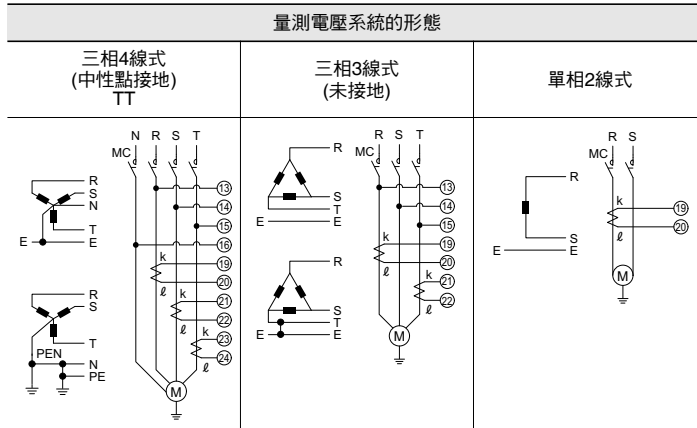 量測電壓系統的形態
三相4線式
(中性點接地)
TT
三相3線式
(未接地)
單相2線式
N R S T
MC
R
S
N
T
E E
⑬
⑭
⑮
⑯
k
⑲
ℓ
⑳
k
㉑
ℓ
㉒
k
㉓
ℓ
㉔
M
R
S
T
PEN
N
PE
R S T
MC
R
S
T
E E
⑬
⑭
⑮
k
⑲
ℓ
⑳
k
㉑
ℓ
㉒
M
R
S
T
E E
R S
MC
R
S
E E
k
⑲
ℓ
⑳
M